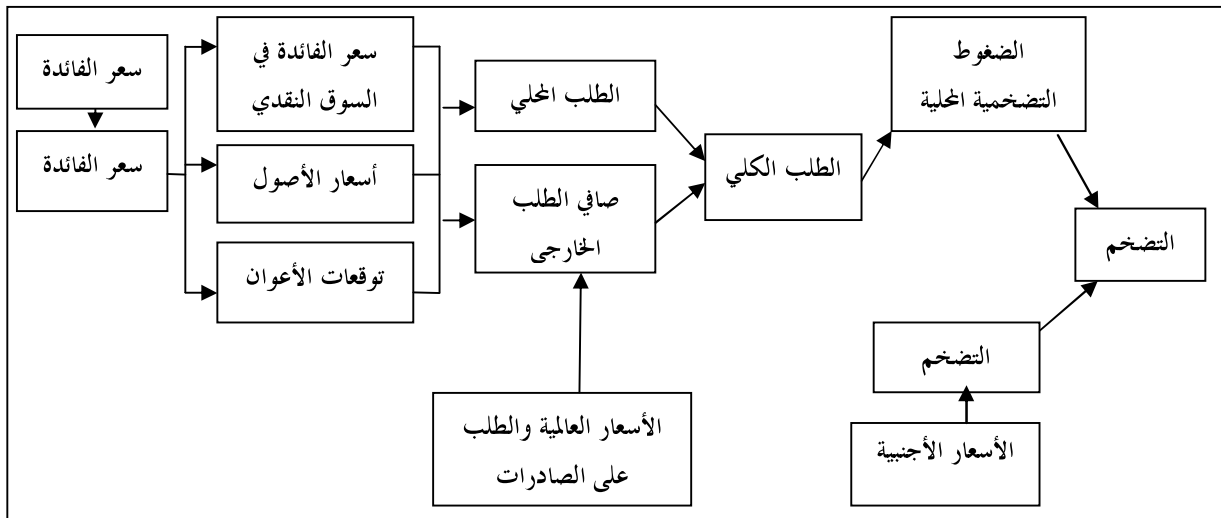 سعر الفائدة
سعر الفائدة
سعر الفائدة في
السوق النقدي
أسعار الأصول
توقعات الأعوان
الطلب المحلي
صافي الطلب
الخارجى
الأسعار العالمية والطلب
على الصادرات
الطلب الكلي
الضغوط
التضخمية المحلية
التضخم
التضخم
الأسعار الأجنبية